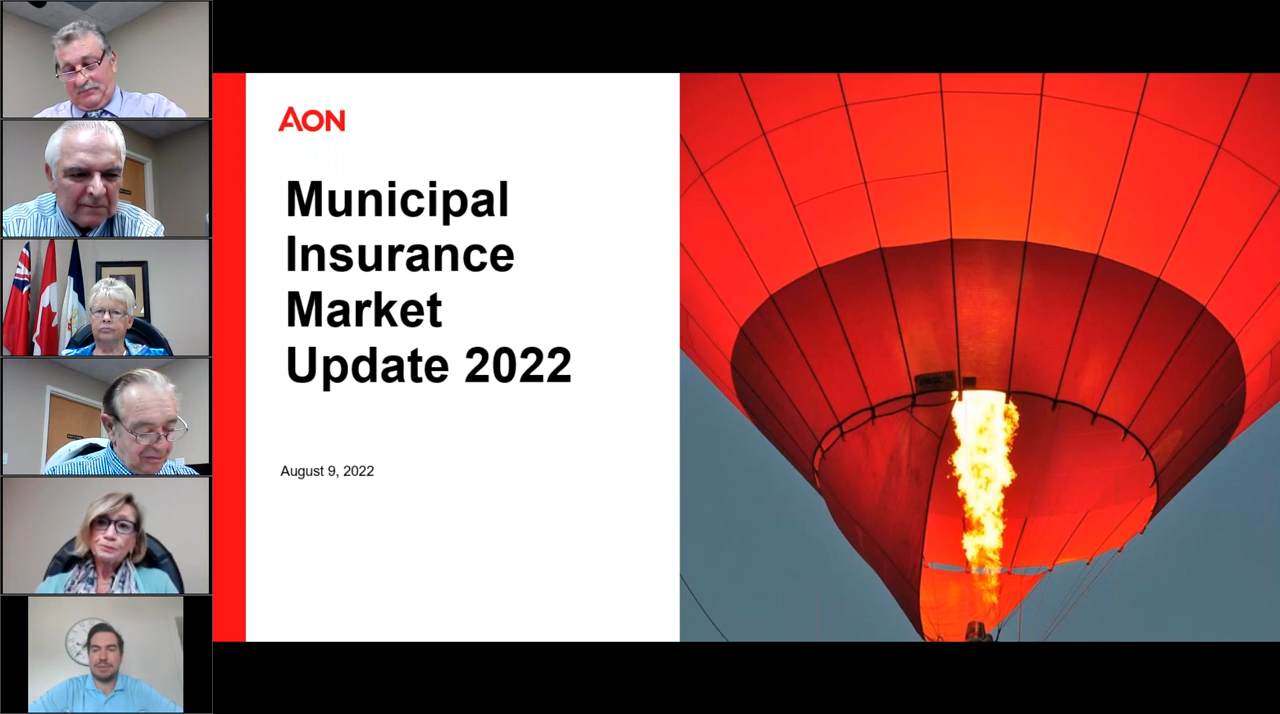 AON
Municipal
Insurance
Market
Update 2022
August 9, 2022